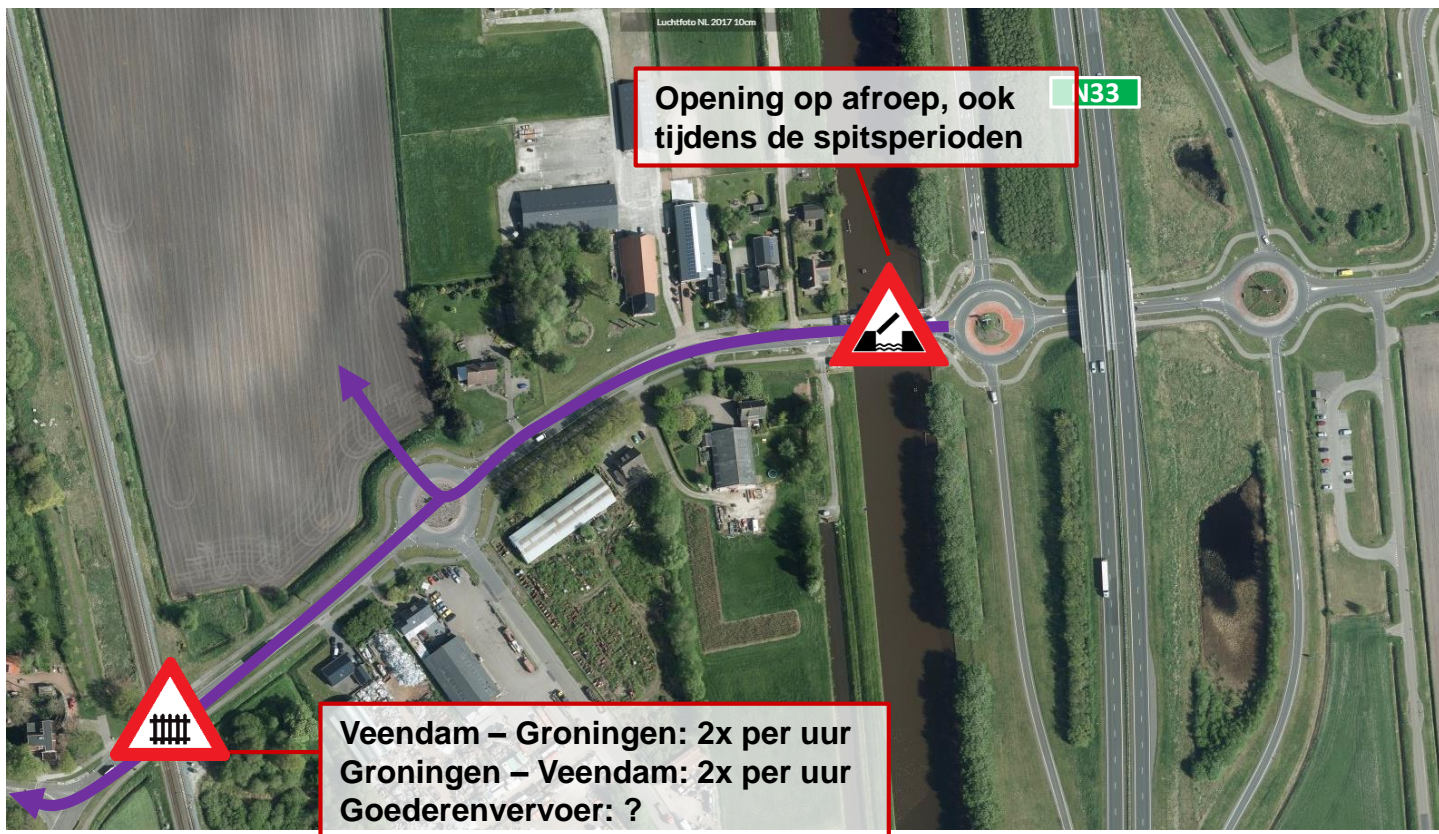 Luchtfoto NL 2017 10cm
Opening op afroep, ook
tijdens de spitsperioden
N33
Veendam – Groningen: 2x per uur
Groningen – Veendam: 2x per uur
Goederenvervoer: ?